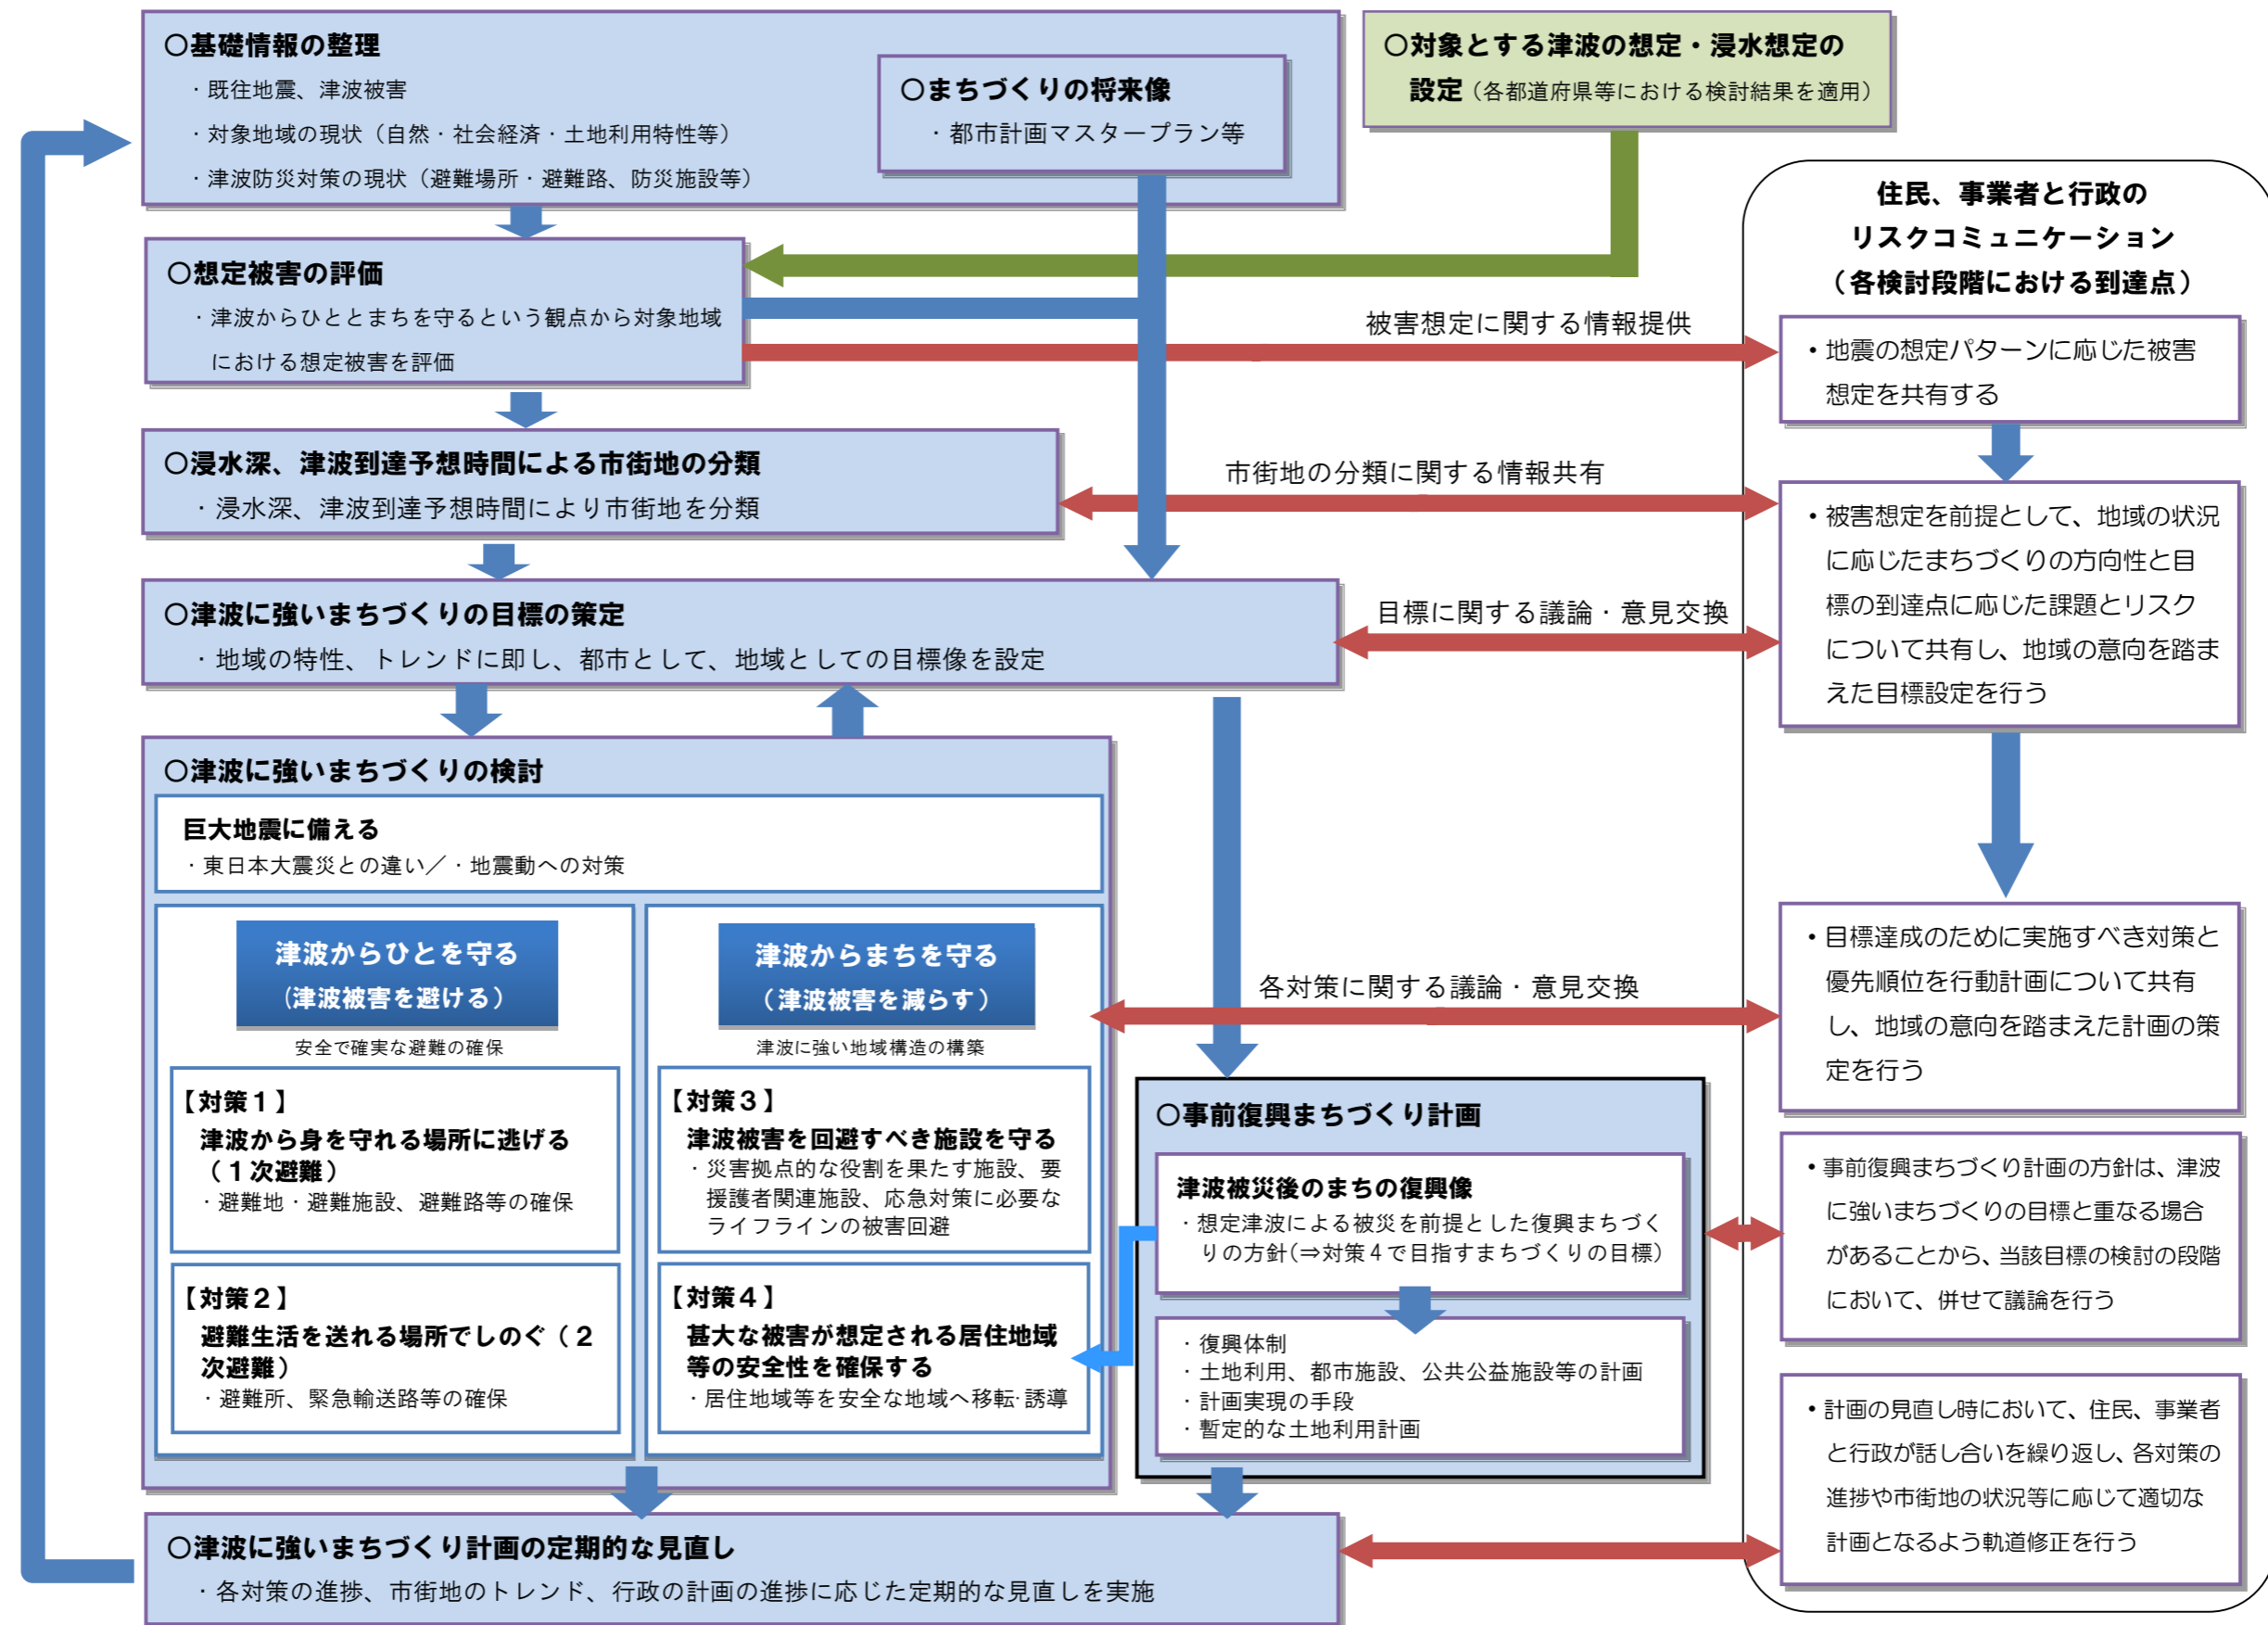 〇基礎情報の整理
・既往地震、津波被害
・対象地域の現状（自然・社会経済・土地利用特性等）
・津波防災対策の現状（避難場所・避難路、防災施設等）
〇まちづくりの将来像
・都市計画マスタープラン等
〇対象とする津波の想定・浸水想定の
設定（各都道府県等における検討結果を適用）
〇想定被害の評価
・津波からひととまちを守るという観点から対象地域
における想定被害を評価
〇浸水深、津波到達予想時間による市街地の分類
・浸水深、津波到達予想時間により市街地を分類
〇津波に強いまちづくりの目標の策定
・地域の特性、トレンドに即し、都市として、地域としての目標像を設定
〇津波に強いまちづくりの検討
巨大地震に備える
・東日本大震災との違い／・地震動への対策
津波からひとを守る
（津波被害を避ける）
安全で確実な避難の確保
【対策１】
津波から身を守れる場所に逃げる
（１次避難）
・避難地・避難施設、避難路等の確保
【対策２】
避難生活を送れる場所でしのぐ（２
次避難）
・避難所、緊急輸送路等の確保
津波からまちを守る
（津波被害を減らす）
津波に強い地域構造の構築
【対策３】
津波被害を回避すべき施設を守る
・災害拠点的な役割を果たす施設、要
援護者関連施設、応急対策に必要な
ライフラインの被害回避
【対策４】
甚大な被害が想定される居住地域
等の安全性を確保する
・居住地域等を安全な地域へ移転・誘導
〇事前復興まちづくり計画
津波被災後のまちの復興像
・想定津波による被災を前提とした復興まちづく
りの方針（⇒対策４で目指すまちづくりの目標）
・復興体制
・土地利用、都市施設、公共公益施設等の計画
・計画実現の手段
・暫定的な土地利用計画
〇津波に強いまちづくり計画の定期的な見直し
・各対策の進捗、市街地のトレンド、行政の計画の進捗に応じた定期的な見直しを実施
被害想定に関する情報提供
市街地の分類に関する情報共有
目標に関する議論・意見交換
各対策に関する議論・意見交換
住民、事業者と行政の
リスクコミュニケーション
（各検討段階における到達点）
・地震の想定パターンに応じた被害
想定を共有する
・被害想定を前提として、地域の状況
に応じたまちづくりの方向性と目
標の到達点に応じた課題とリスク
について共有し、地域の意向を踏ま
えた目標設定を行う
・目標達成のために実施すべき対策と
優先順位を行動計画について共有
し、地域の意向を踏まえた計画の策
定を行う
・事前復興まちづくり計画の方針は、津波
に強いまちづくりの目標と重なる場合
があることから、当該目標の検討の段階
において、併せて議論を行う
・計画の見直し時において、住民、事業者
と行政が話し合いを繰り返し、各対策の
進捗や市街地の状況等に応じて適切な
計画となるよう軌道修正を行う